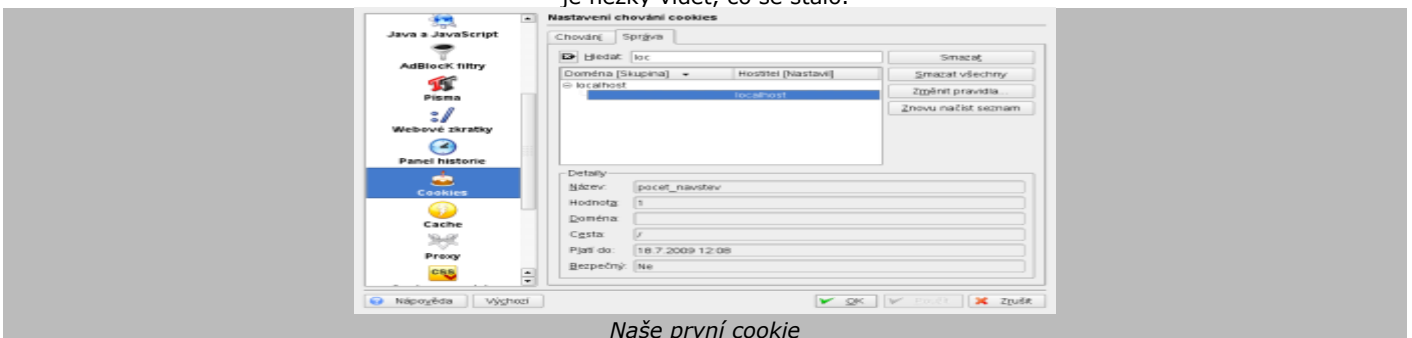 je hezky vidět, co se stalo.
Nastavení chování cookies
Java a JavaScript
AdBlocK filtry
Písma
Webové zkratky
Panel historie
Cookies
Cache
Proxy
CSS
Chování Správa
Hledat: loc
Doména [Skupina] Hostitel [Nastavil]
localhost
localhost
Smazat
Smazat všechny
Změnit pravidla...
Znovu načíst seznam
Detaily
Název: pocet_navstev
Hodnota: 1
Doména:
Cesta: /
Platí do: 18.7.2009 12:08
Bezpečný: Ne
Nápověda Výchozí OK Použít Zrušit
Naše první cookie